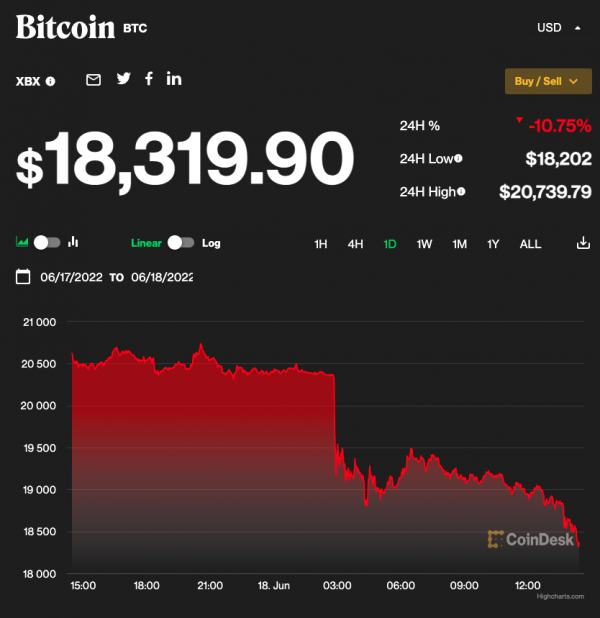 Bitcoin BTC
USD
XBX
Buy / Sell
$18,319.90
24H % -10.75%
24H Low $18,202
24H High $20,739.79
Linear Log
1H 4H 1D 1W 1M 1Y ALL
06/17/2022 TO 06/18/2022
21 000
20 500
20 000
19 500
19 000
18 500
18 000
CoinDesk
15:00 18:00 21:00 18. Jun 03:00 06:00 09:00 12:00
Highcharts.com